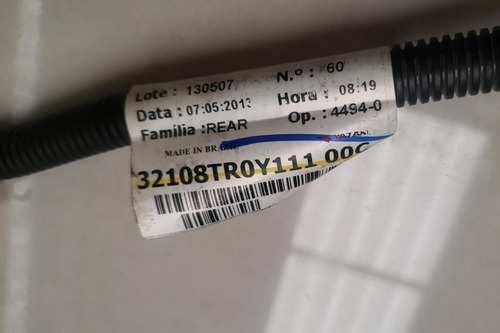 Lote : 130507 N.º : 60
Data : 07:05:2013 Hora : 08:19
Família :REAR Op. : 4494-0
MADE IN BRAZIL
32108TR0Y111 00C